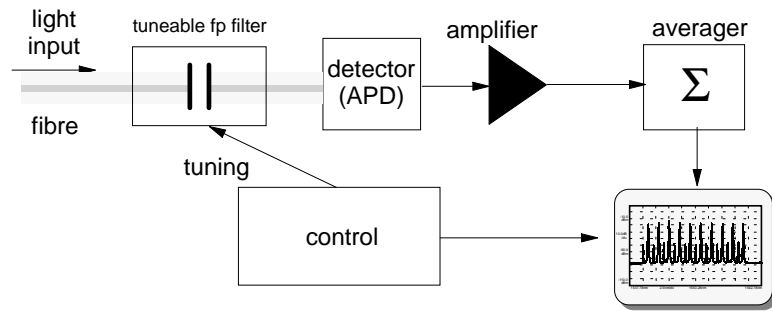 light
input
tuneable fp filter
detector
(APD)
amplifier
averager
Σ
fibre
tuning
control